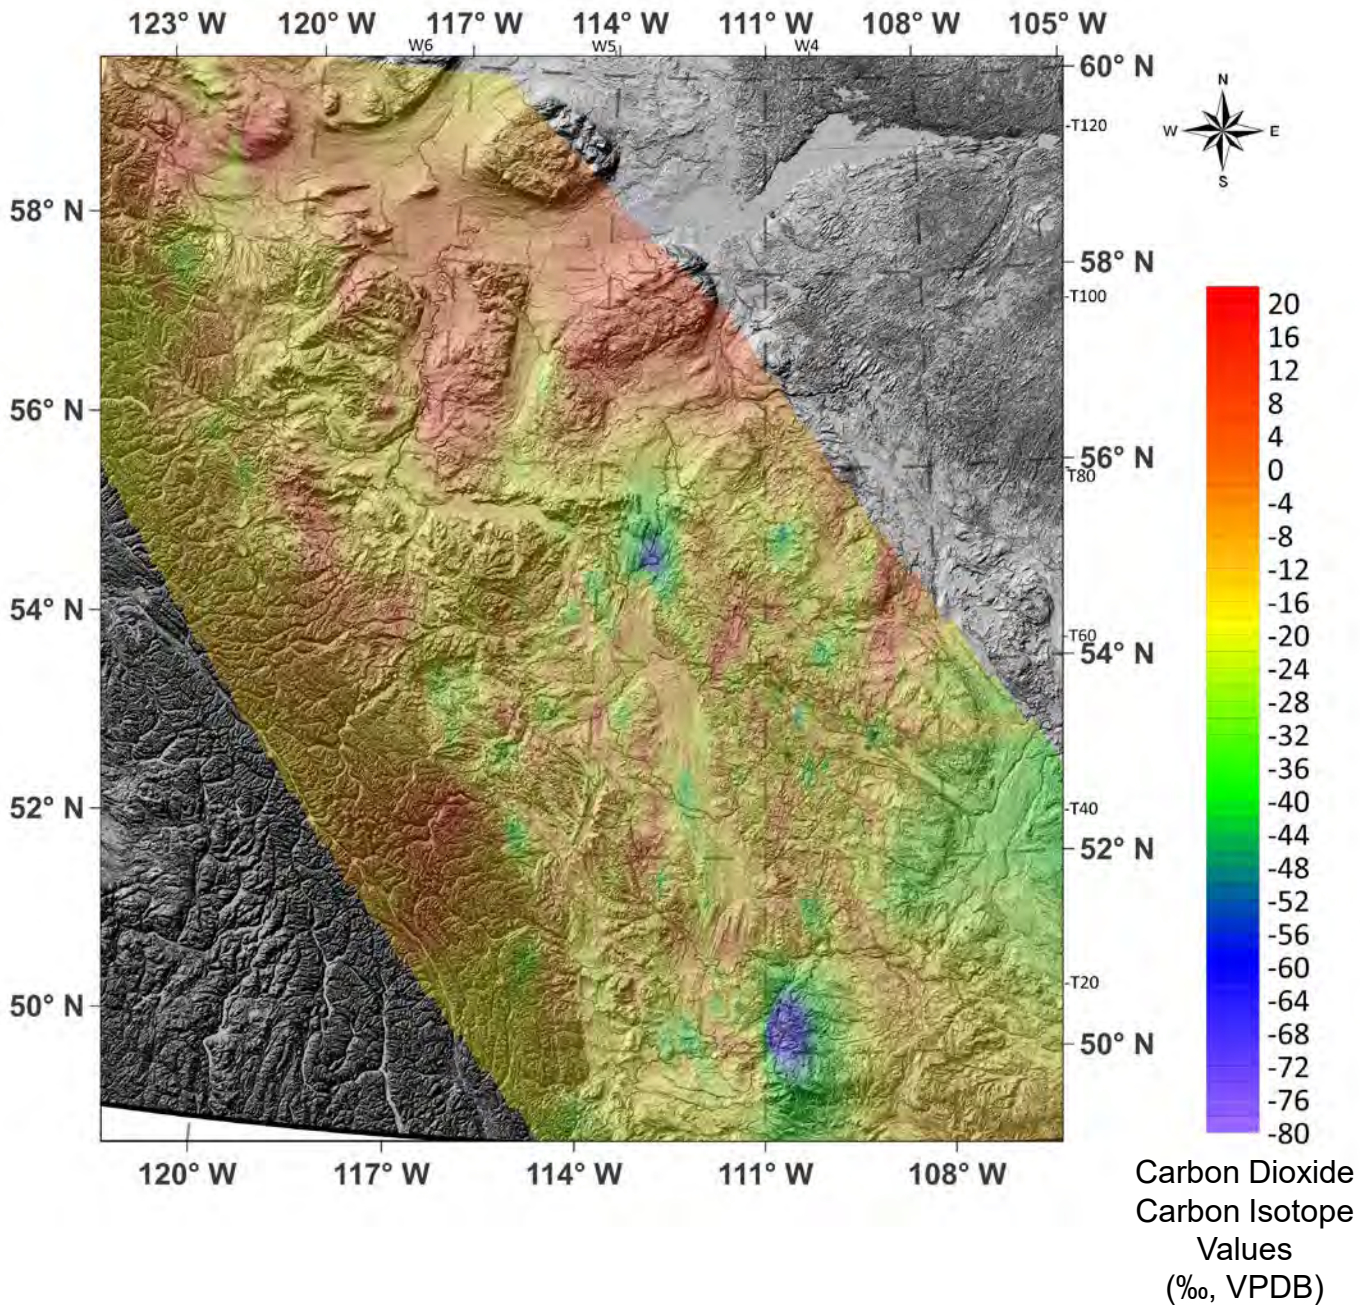 123° W 120° W 117° W 114° W 111° W 108° W 105° W
W6 W5 W4
60° N
N
W E
S
-T120
58° N
58° N
-T100
20
16
12
8
4
0
-4
-8
-12
-16
-20
-24
-28
-32
-36
-40
-44
-48
-52
-56
-60
-64
-68
-72
-76
-80
56° N
56° N
T80
54° N
-T60
54° N
52° N
-T40
52° N
50° N
-T20
50° N
120° W 117° W 114° W 111° W 108° W
Carbon Dioxide
Carbon Isotope
Values
(‰, VPDB)